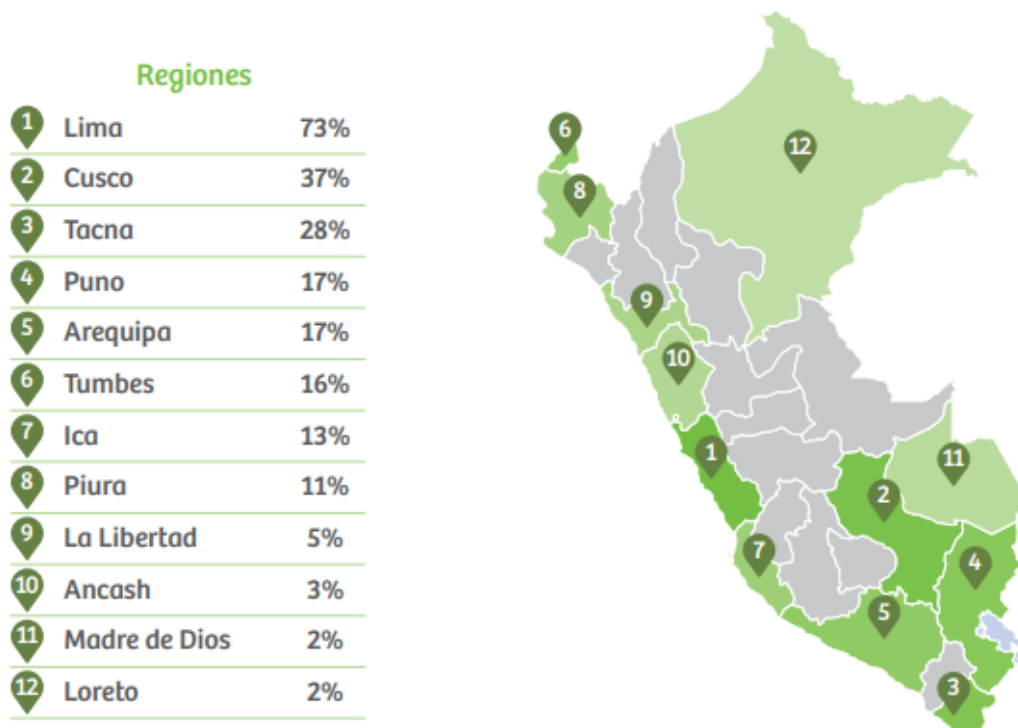 Regiones
1 Lima 73%
2 Cusco 37%
3 Tacna 28%
4 Puno 17%
5 Arequipa 17%
6 Tumbes 16%
7 Ica 13%
8 Piura 11%
9 La Libertad 5%
10 Ancash 3%
11 Madre de Dios 2%
12 Loreto 2%
6
12
8
9
10
1
11
2
7
4
5
3